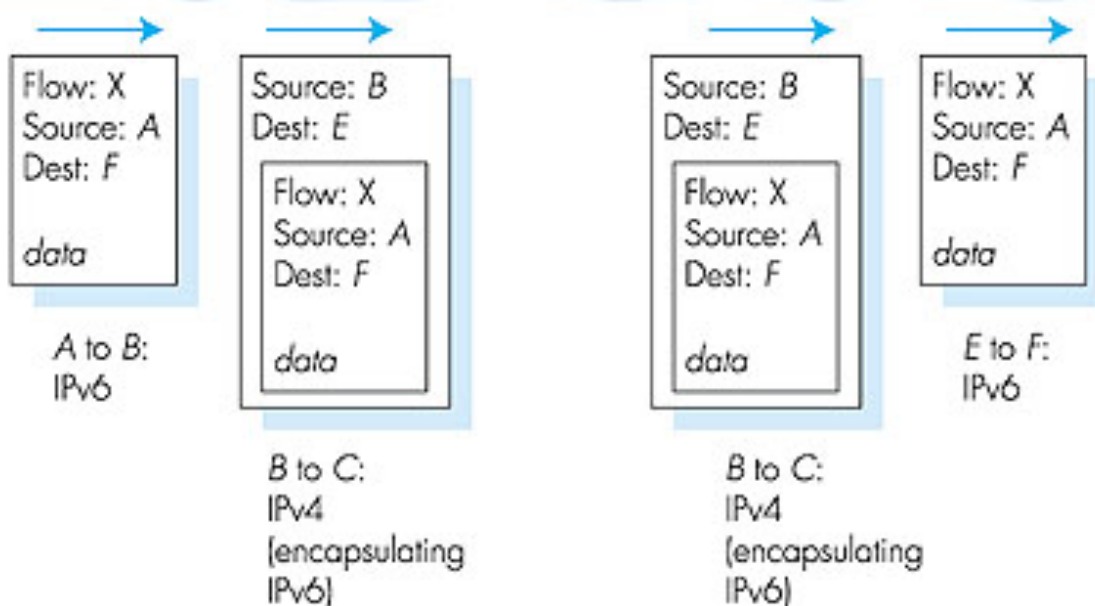 Flow: X
Source: A
Dest: F
data
A to B:
IPv6
Source: B
Dest: E
Flow: X
Source: A
Dest: F
data
B to C:
IPv4
(encapsulating
IPv6)
Source: B
Dest: E
Flow: X
Source: A
Dest: F
data
B to C:
IPv4
(encapsulating
IPv6)
Flow: X
Source: A
Dest: F
data
E to F:
IPv6